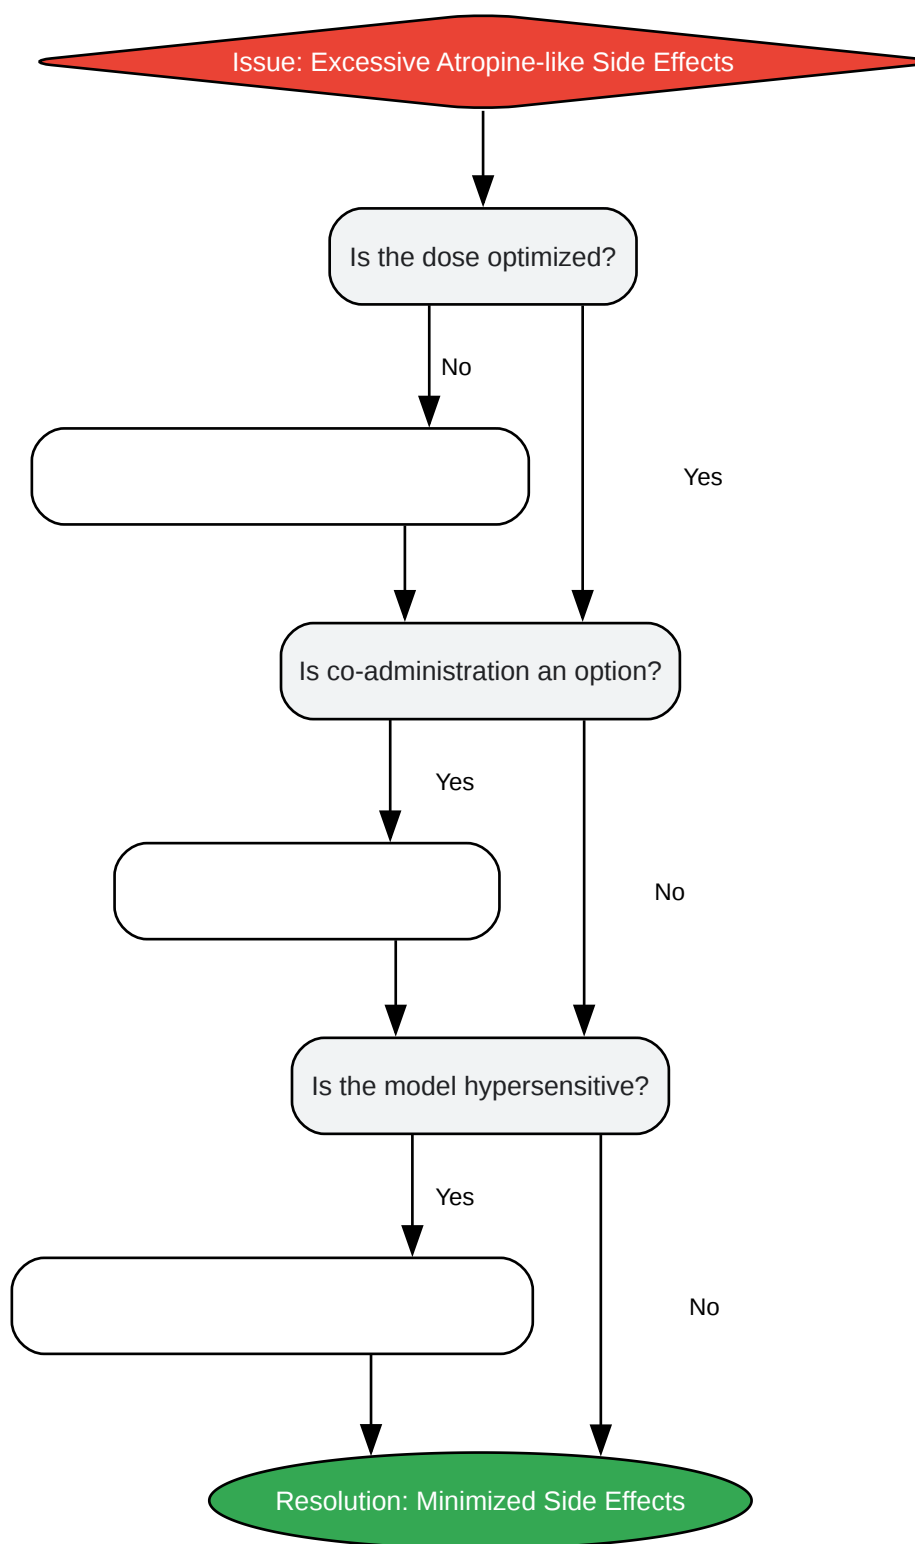 Issue: Excessive Atropine-like Side Effects
Is the dose optimized?
No
Yes
Is co-administration an option?
Yes
No
Is the model hypersensitive?
Yes
No
Resolution: Minimized Side Effects